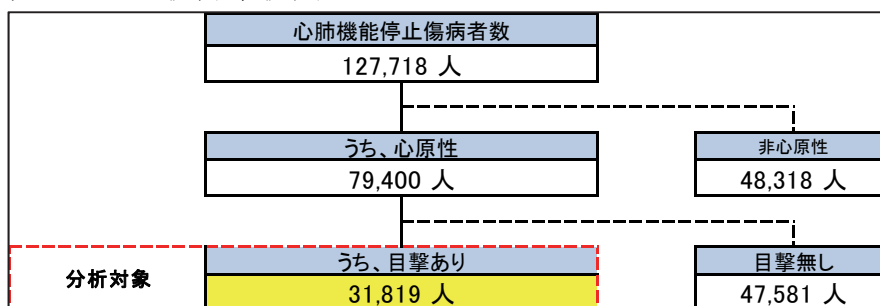 心肺機能停止傷病者数
127,718 人
うち、心原性
非心原性
79,400 人
48,318 人
うち、目撃あり
目撃無し
分析対象
31,819 人
47,581 人